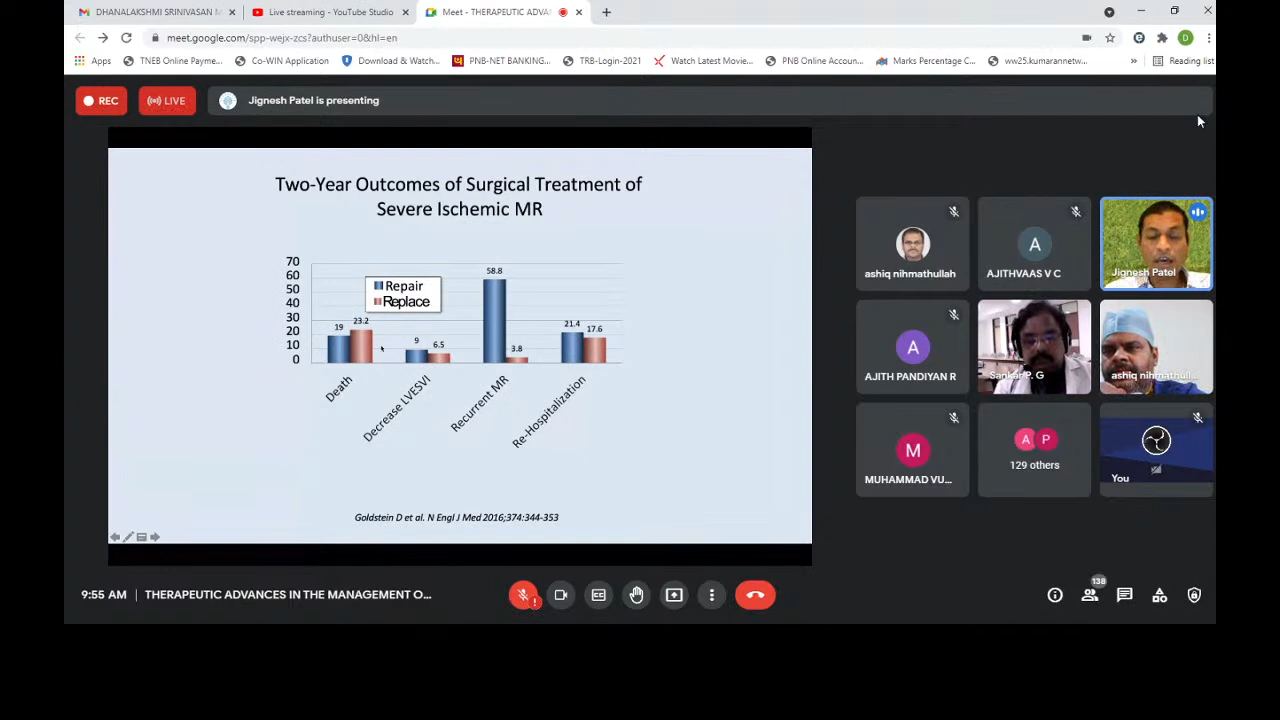 DHANALAKSHMI SRINIVASAN M
Live streaming - YouTube Studio
Meet - THERAPEUTIC ADVA
meet.google.com/spp-wejx-zcs?authuser=0&hl=en
Apps
TNEB Online Payme...
Co-WIN Application
Download & Watch...
PNB-NET BANKING...
TRB-Login-2021
Watch Latest Movie...
PNB Online Accoun...
Marks Percentage C...
ww25.kumarannetw...
»
Reading list
REC
LIVE
Jignesh Patel is presenting
Two-Year Outcomes of Surgical Treatment of
Severe Ischemic MR
70
60
50
40
30
20
10
0
Repair
Replace
19
23.2
9
6.5
58.8
3.8
21.4
17.6
Death
Decrease LVESVI
Recurrent MR
Re-Hospitalization
Goldstein D et al. N Engl J Med 2016;374:344-353
ashiq nihmathullah
A
AJITHVAAS V C
Jignesh Patel
A
AJITH PANDIYAN R
Sankar P. G
ashiq nihmathull...
M
MUHAMMAD VU...
A P
129 others
You
9:55 AM
THERAPEUTIC ADVANCES IN THE MANAGEMENT O...
138